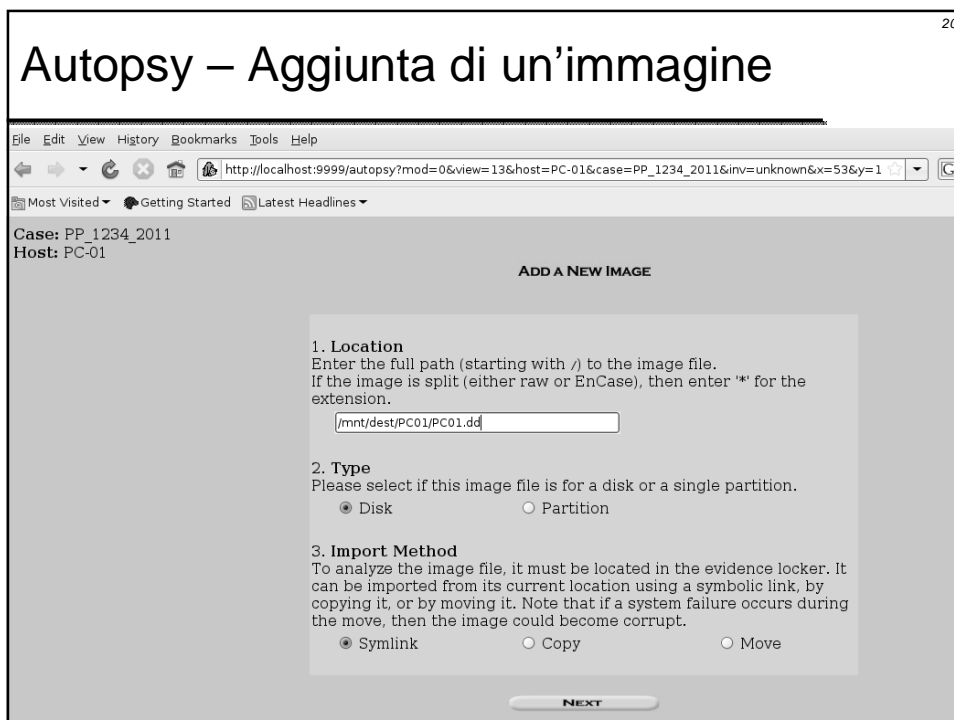 20
Autopsy – Aggiunta di un’immagine
File Edit View History Bookmarks Tools Help
http://localhost:9999/autopsy?mod=0&view=13&host=PC-01&case=PP_1234_2011&inv=unknown&x=53&y=1
G
Most Visited Getting Started Latest Headlines
Case: PP_1234_2011
Host: PC-01
ADD A NEW IMAGE
1. Location
Enter the full path (starting with /) to the image file.
If the image is split (either raw or EnCase), then enter '*' for the
extension.
/mnt/dest/PC01/PC01.dd
2. Type
Please select if this image file is for a disk or a single partition.
Disk Partition
3. Import Method
To analyze the image file, it must be located in the evidence locker. It
can be imported from its current location using a symbolic link, by
copying it, or by moving it. Note that if a system failure occurs during
the move, then the image could become corrupt.
Symlink Copy Move
NEXT